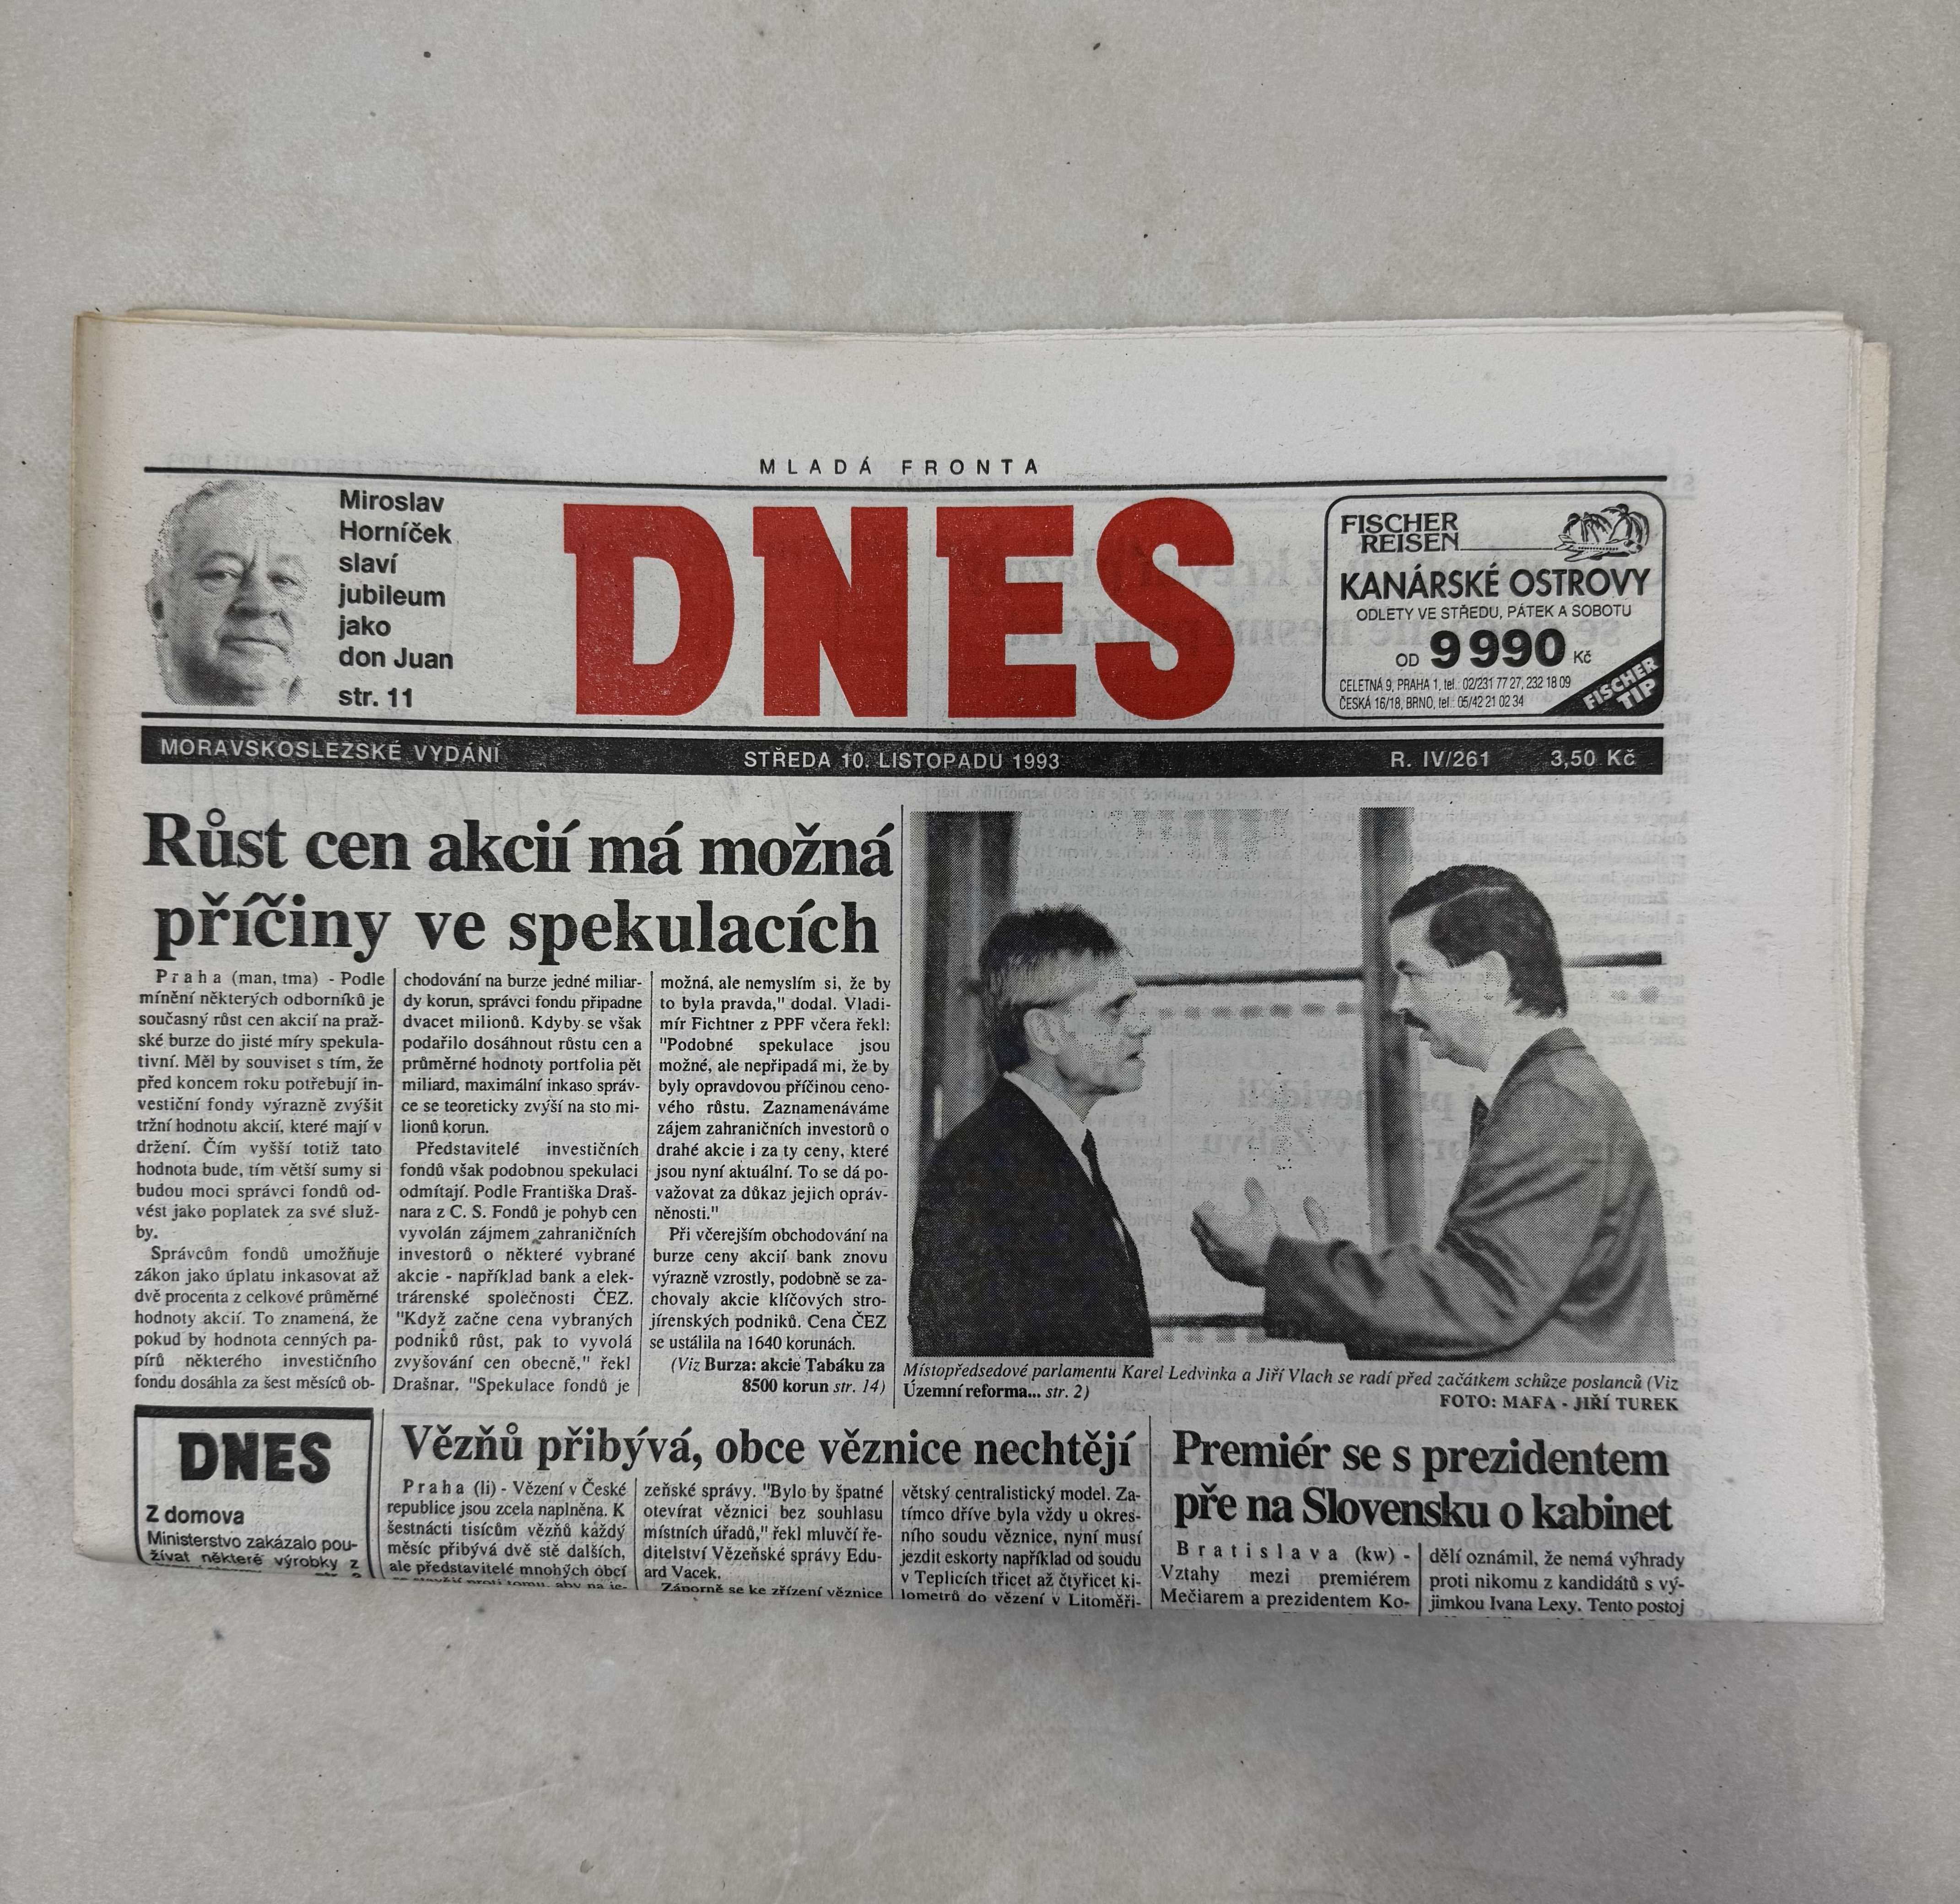 MLADÁ FRONTA
Miroslav
Horníček
slaví
jubileum
jako
don Juan
str. 11
DNES
FISCHER
REISEN
KANÁRSKÉ OSTROVY
ODLETY VE STŘEDU, PÁTEK A SOBOTU
OD 9 990 Kč
CELETNÁ 9, PRAHA 1, tel.: 02/231 77 27, 232 18 09
ČESKÁ 16/18, BRNO, tel.: 05/42 21 02 34
FISCHER
TIP
MORAVSKOSLEZSKÉ VYDÁNÍ
STŘEDA 10. LISTOPADU 1993
R. IV/261
3,50 Kč
Růst cen akcií má možná
příčiny ve spekulacích
Praha (man, tma) - Podle
mínění některých odborníků je
současný růst cen akcií na praž-
ské burze do jisté míry spekula-
tivní. Měl by souviset s tím, že
před koncem roku potřebují in-
vestiční fondy výrazně zvýšit
tržní hodnotu akcií, které mají v
držení. Čím vyšší totiž tato
hodnota bude, tím větší sumy si
budou moci správci fondů od-
vést jako poplatek za své služ-
by.
Správcům fondů umožňuje
zákon jako úplatu inkasovat až
dvě procenta z celkové průměrné
hodnoty akcií. To znamená, že
pokud by hodnota cenných pa-
pírů některého investičního
fondu dosáhla za šest měsíců ob-
chodování na burze jedné miliar-
dy korun, správci fondu připadne
dvacet milionů. Kdyby se však
podařilo dosáhnout růstu cen a
průměrné hodnoty portfolia pět
miliard, maximální inkaso správ-
ce se teoreticky zvýší na sto mi-
lionů korun.
Představitelé investičních
fondů však podobnou spekulaci
odmítají. Podle Františka Draš-
nara z C. S. Fondů je pohyb cen
vyvolán zájmem zahraničních
investorů o některé vybrané
akcie - například bank a elek-
trárenské společnosti ČEZ.
"Když začne cena vybraných
podniků růst, pak to vyvolá
zvyšování cen obecně," řekl
Drašnar. "Spekulace fondů je
možná, ale nemyslím si, že by
to byla pravda," dodal. Vladi-
mír Fichtner z PPF včera řekl:
"Podobné spekulace jsou
možné, ale nepřipadá mi, že by
byly opravdovou příčinou ceno-
vého růstu. Zaznamenáváme
zájem zahraničních investorů o
drahé akcie i za ty ceny, které
jsou nyní aktuální. To se dá po-
važovat za důkaz jejich opráv-
něnosti."
Při včerejším obchodování na
burze ceny akcií bank znovu
výrazně vzrostly, podobně se za-
chovaly akcie klíčových stro-
jírenských podniků. Cena ČEZ
se ustálila na 1640 korunách.
(Viz Burza: akcie Tabáku za
8500 korun str. 14)
Místopředsedové parlamentu Karel Ledvinka a Jiří Vlach se radí před začátkem schůze poslanců (Viz
Územní reforma... str. 2)
FOTO: MAFA - JIŘÍ TUREK
DNES
Z domova
Ministerstvo zakázalo pou-
žívat některé výrobky z
Vězňů přibývá, obce věznice nechtějí
Praha (li) - Vězení v České
republice jsou zcela naplněna. K
šestnácti tisícům vězňů každý
měsíc přibývá dvě stě dalších,
ale představitelé mnohých obcí
se stavějí proti tomu, aby na je-
zeňské správy. "Bylo by špatné
otevírat věznici bez souhlasu
místních úřadů," řekl mluvčí ře-
ditelství Vězeňské správy Edu-
ard Vacek.
Záporně se ke zřízení věznice
větský centralistický model. Za-
tímco dříve byla vždy u okres-
ního soudu věznice, nyní musí
jezdit eskorty například od soudu
v Teplicích třicet až čtyřicet ki-
lometrů do vězení v Litoměři-
Premiér se s prezidentem
pře na Slovensku o kabinet
Bratislava (kw) -
Vztahy mezi premiérem
Mečiarem a prezidentem Ko-
dělí oznámil, že nemá výhrady
proti nikomu z kandidátů s vý-
jimkou Ivana Lexy. Tento postoj